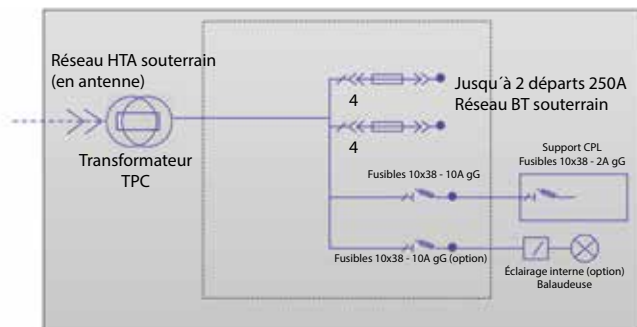 Réseau HTA souterrain
(en antenne)
Transformateur
TPC
4
Jusqu´à 2 départs 250A
Réseau BT souterrain
4
Fusibles 10x38 - 10A gG
Support CPL
Fusibles 10x38 - 2A gG
Fusibles 10x38 - 10A gG (option)
Éclairage interne (option)
Balaudeuse